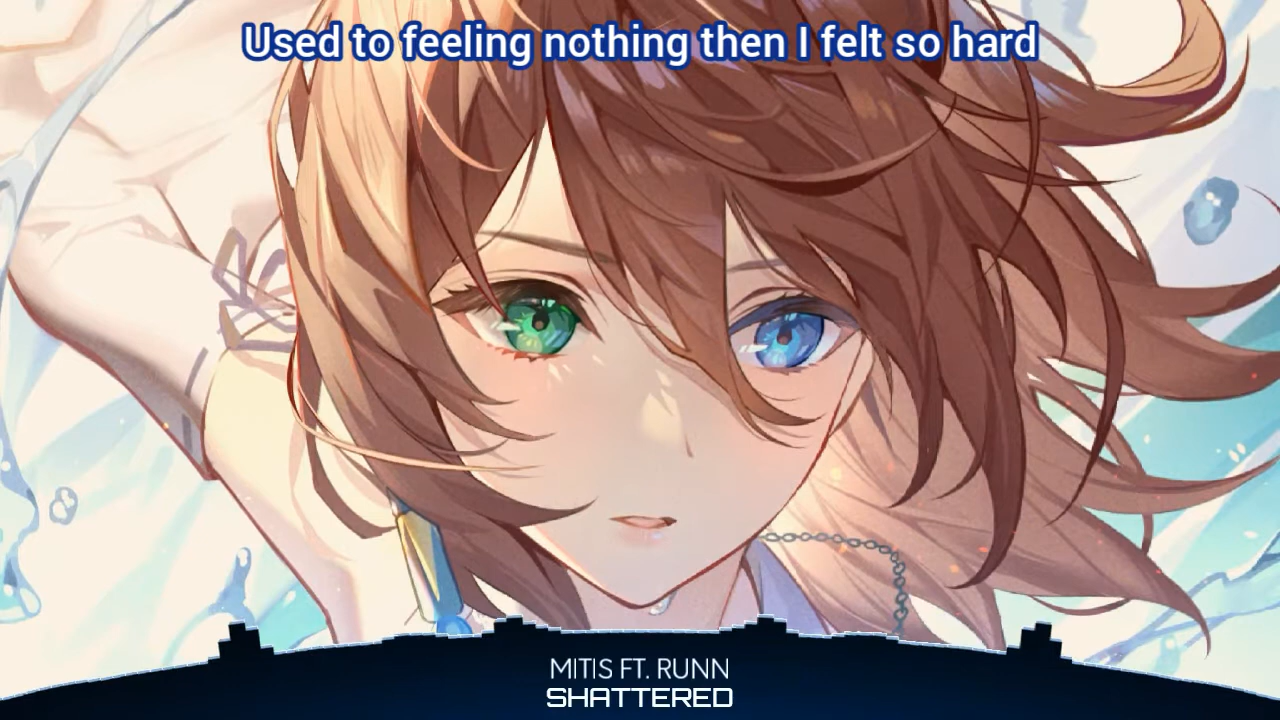 Used to feeling nothing then I felt so hard
MITIS FT. RUNN
SHATTERED